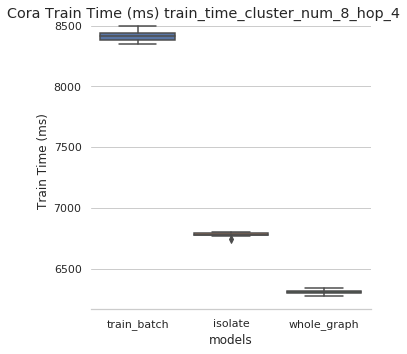 Cora Train Time (ms) train_time_cluster_num_8_hop_4
8500
8000
7500
7000
6500
Train Time (ms)
train_batch isolate whole_graph
models